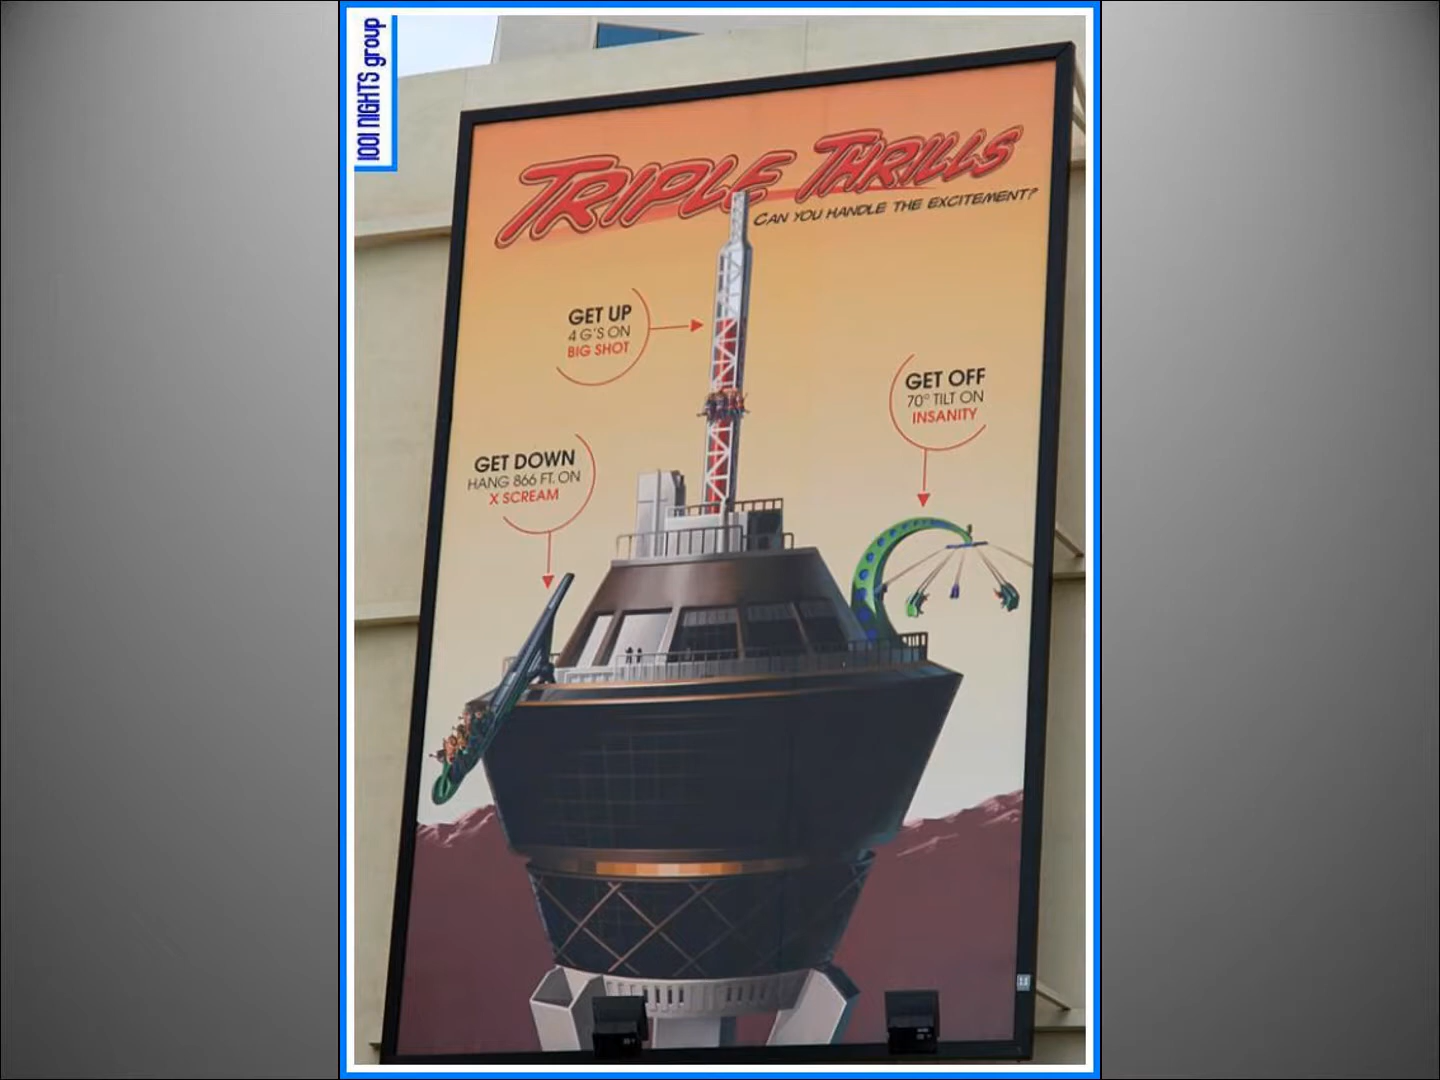 1001 NIGHTS group
TRIPLE THRILLS
CAN YOU HANDLE THE EXCITEMENT?
GET UP
4 G'S ON
BIG SHOT
GET OFF
70° TILT ON
INSANITY
GET DOWN
HANG 866 FT. ON
X SCREAM